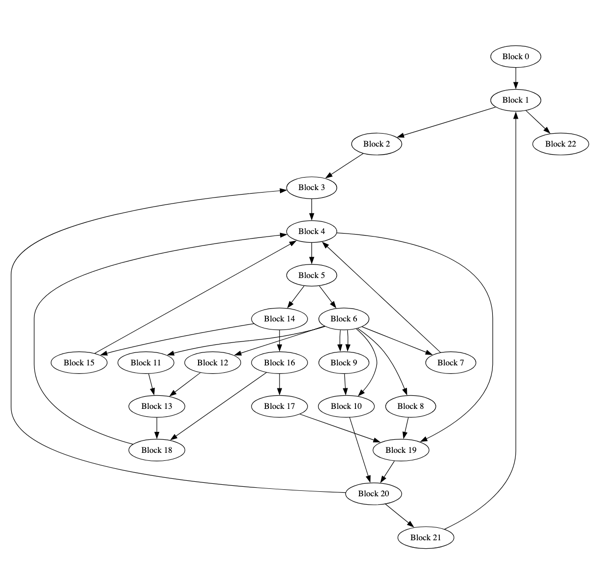 Block 0
Block 1
Block 2
Block 22
Block 3
Block 4
Block 5
Block 14
Block 6
Block 15
Block 11
Block 12
Block 16
Block 9
Block 7
Block 13
Block 17
Block 10
Block 8
Block 18
Block 19
Block 20
Block 21